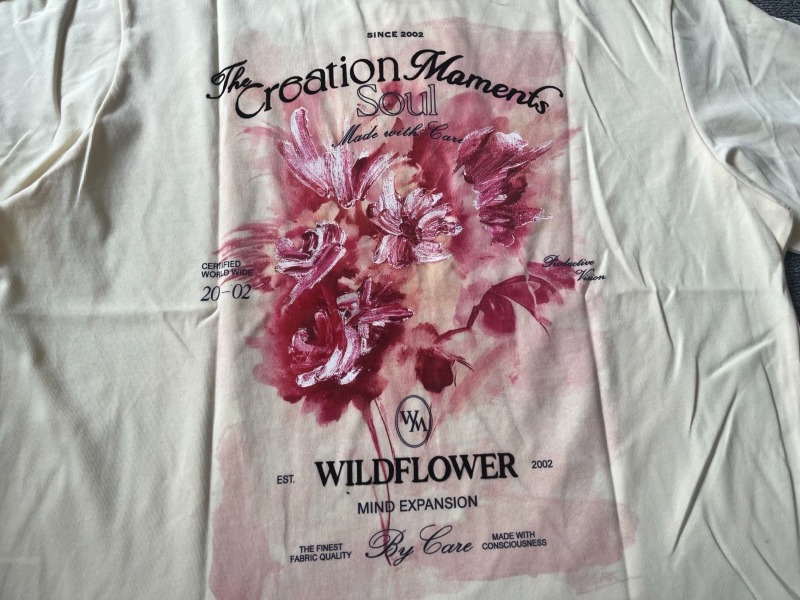 SINCE 2002
The Creation Moments
Soul
Made with Care
CERTIFIED
WORLD WIDE
20-02
Productive
Vision
WM
EST. WILDFLOWER 2002
MIND EXPANSION
THE FINEST
FABRIC QUALITY
By Care
MADE WITH
CONSCIOUSNESS